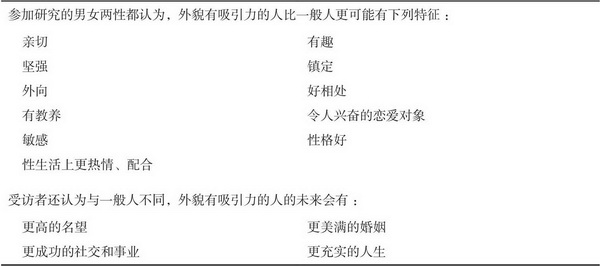 参加研究的男女两性都认为，外貌有吸引力的人比一般人更可能有下列特征：
亲切 有趣
坚强 镇定
外向 好相处
有教养 令人兴奋的恋爱对象
敏感 性格好
性生活上更热情、配合
受访者还认为与一般人不同，外貌有吸引力的人的未来会有：
更高的名望 更美满的婚姻
更成功的社交和事业 更充实的人生